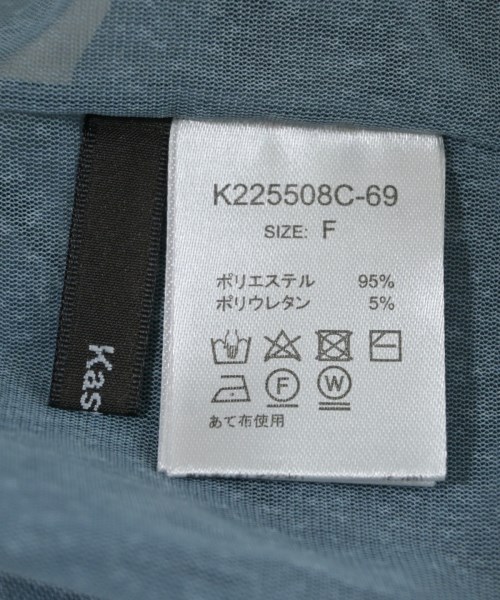 K225508C-69
SIZE: F
ポリエステル 95%
ポリウレタン 5%
F W
あて布使用
Kas